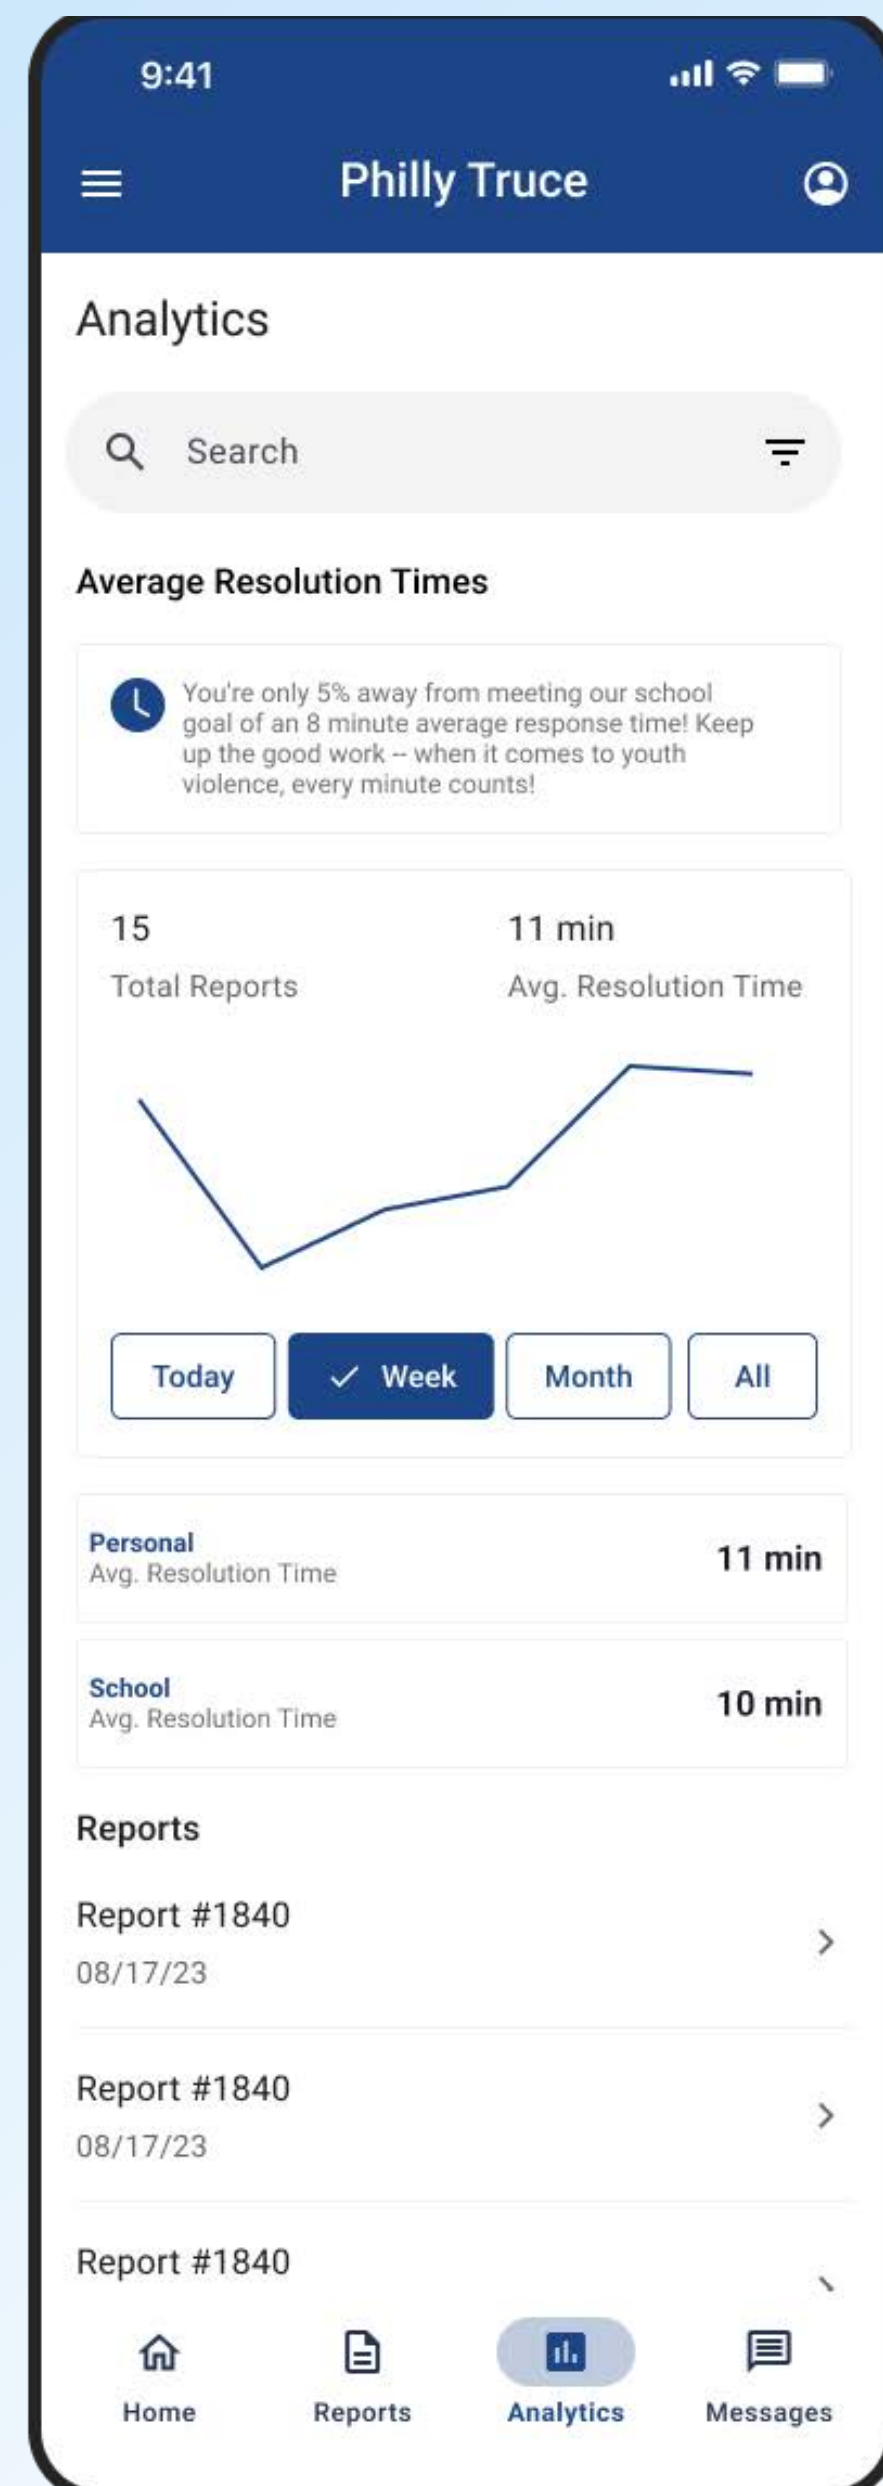 9:41
Philly Truce
Analytics
Search
Average Resolution Times
You're only 5% away from meeting our school
goal of an 8 minute average response time! Keep
up the good work -- when it comes to youth
violence, every minute counts!
15
Total Reports
11 min
Avg. Resolution Time
Today
Week
Month
All
Personal
Avg. Resolution Time
11 min
School
Avg. Resolution Time
10 min
Reports
Report #1840
08/17/23
Report #1840
08/17/23
Report #1840
Home
Reports
Analytics
Messages